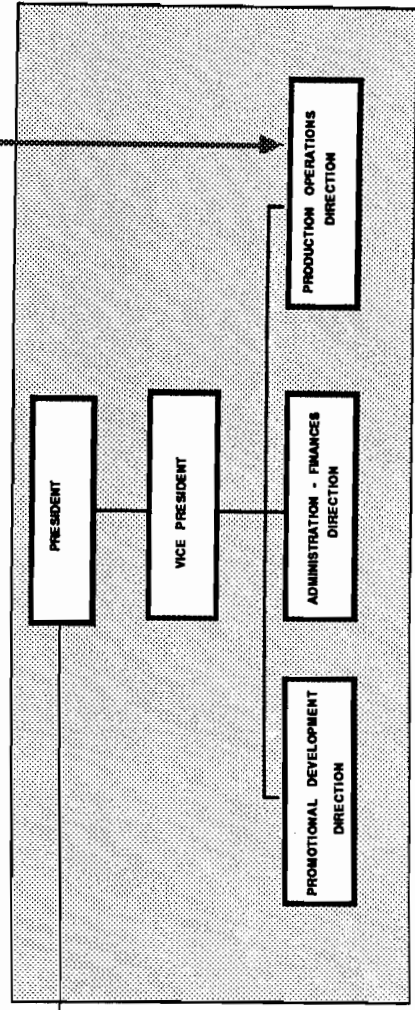 PRESIDENT
VICE PRESIDENT
PROMOTIONAL DEVELOPMENT
DIRECTION
ADMINISTRATION - FINANCES
DIRECTION
PRODUCTION OPERATIONS
DIRECTION